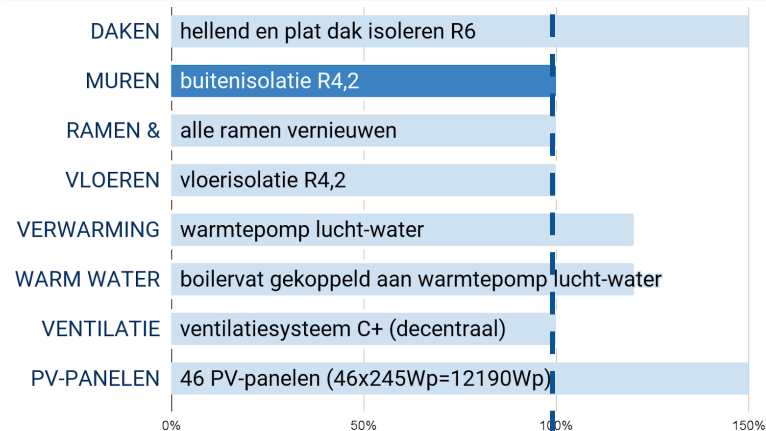 DAKEN hellend en plat dak isoleren R6
MUREN buitenisolatie R4,2
RAMEN & alle ramen vernieuwen
VLOEREN vloerisolatie R4,2
VERWARMING warmtepomp lucht-water
WARM WATER boilervat gekoppeld aan warmtepomp lucht-water
VENTILATIE ventilatiesysteem C+ (decentraal)
PV-PANELEN 46 PV-panelen (46x245Wp=12190Wp)
0% 50% 100% 150%